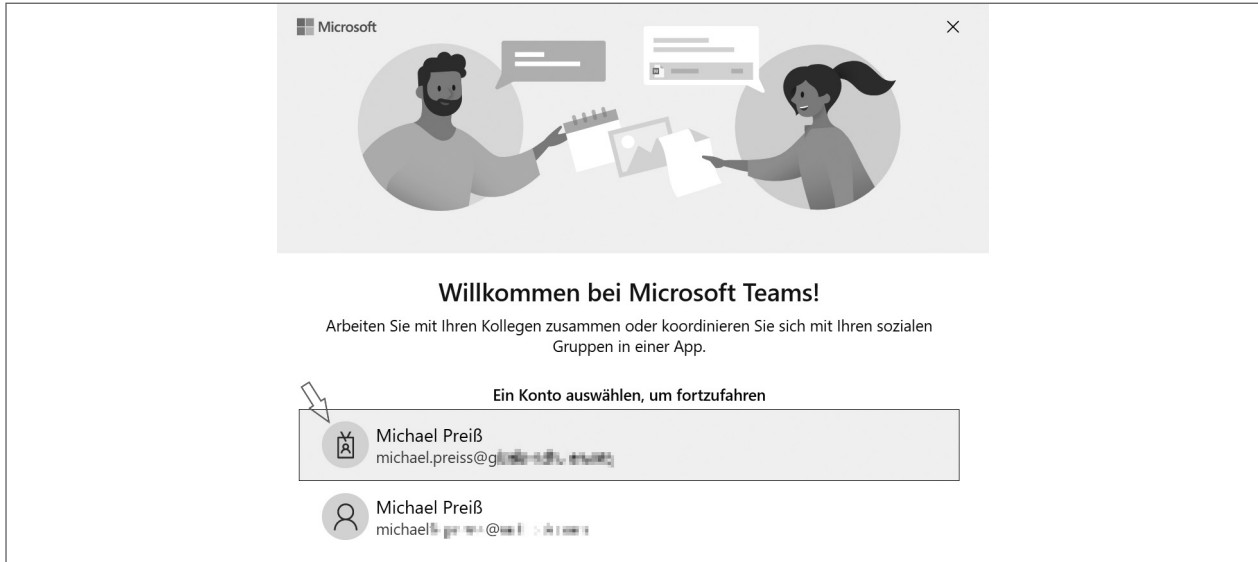 Microsoft
Willkommen bei Microsoft Teams!
Arbeiten Sie mit Ihren Kollegen zusammen oder koordinieren Sie sich mit Ihren sozialen
Gruppen in einer App.
Ein Konto auswählen, um fortzufahren
Michael Preiß
michael.preiss@g
Michael Preiß
michael